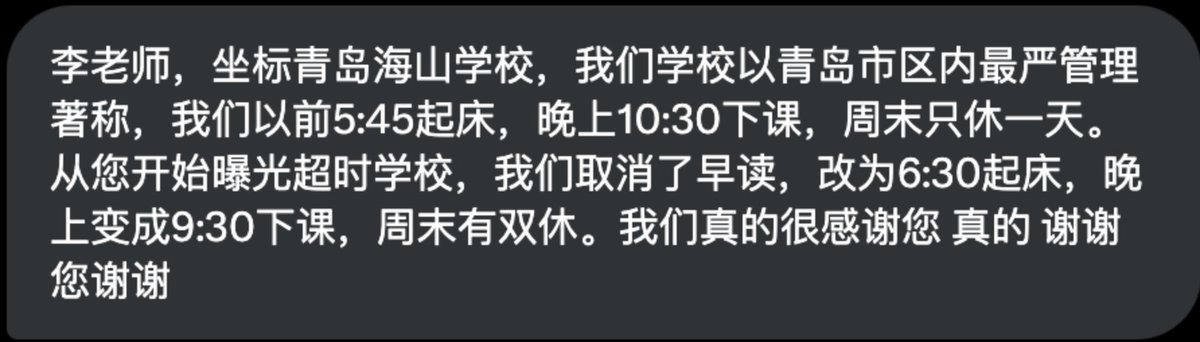 李老师，坐标青岛海山学校，我们学校以青岛市区内最严管理
著称，我们以前5:45起床，晚上10:30下课，周末只休一天。
从您开始曝光超时学校，我们取消了早读，改为6:30起床，晚
上变成9:30下课，周末有双休。我们真的很感谢您 真的 谢谢
您谢谢